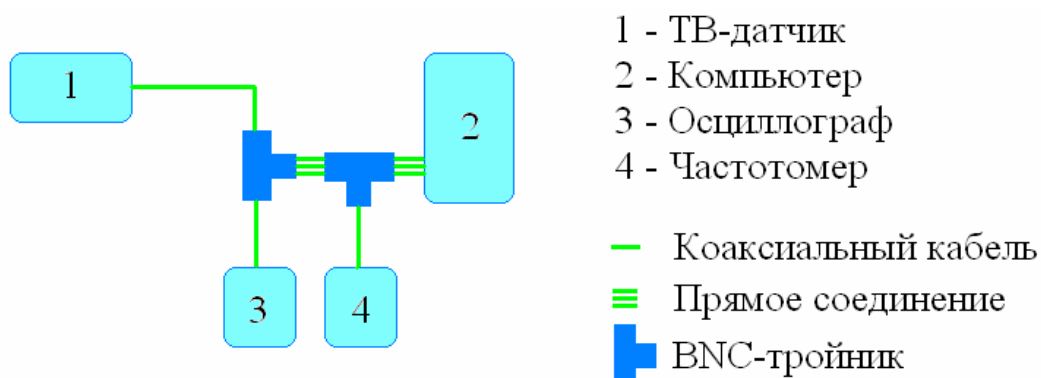 1
2
3
4
1 - ТВ-датчик
2 - Компьютер
3 - Осциллограф
4 - Частотомер
Коаксиальный кабель
Прямое соединение
BNC-тройник